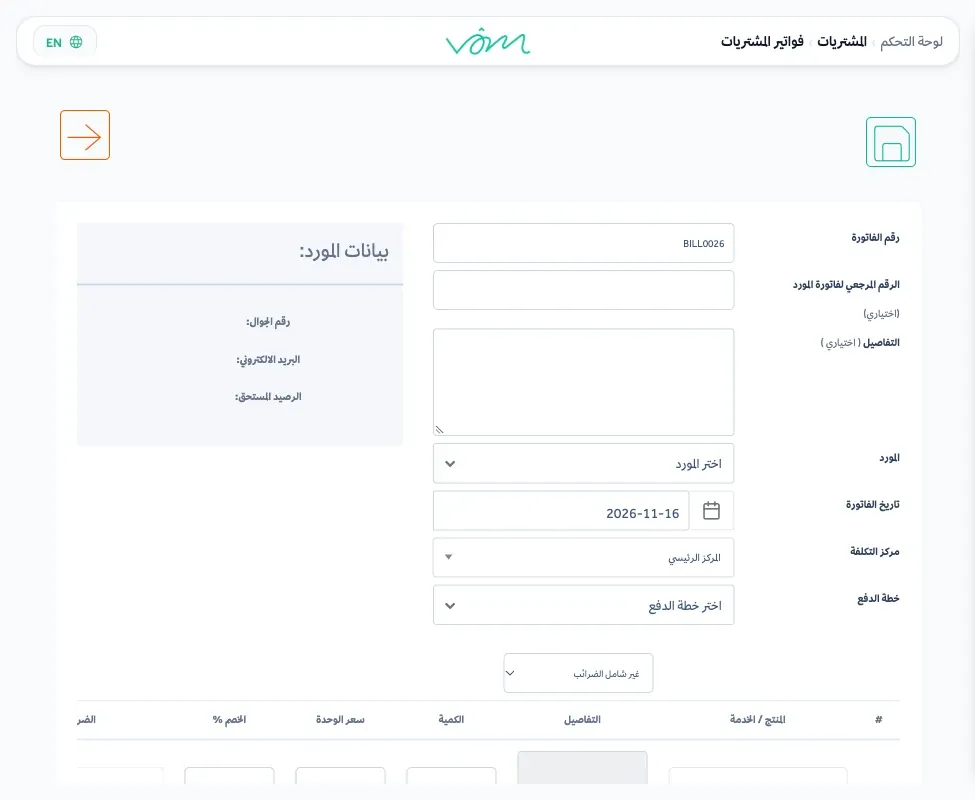 لوحة التحكم › المشتريات › فواتير المشتريات
vôm
EN
رقم الفاتورة
BILL0026
الرقم المرجعي لفاتورة المورد
(اختياري)
التفاصيل ( اختياري )
المورد
اختر المورد
تاريخ الفاتورة
2026-11-16
مركز التكلفة
المركز الرئيسي
خطة الدفع
اختر خطة الدفع
بيانات المورد:
رقم الجوال:
البريد الالكتروني:
الرصيد المستحق:
غير شامل الضرائب
# المنتج / الخدمة التفاصيل الكمية سعر الوحدة الخصم % الضر